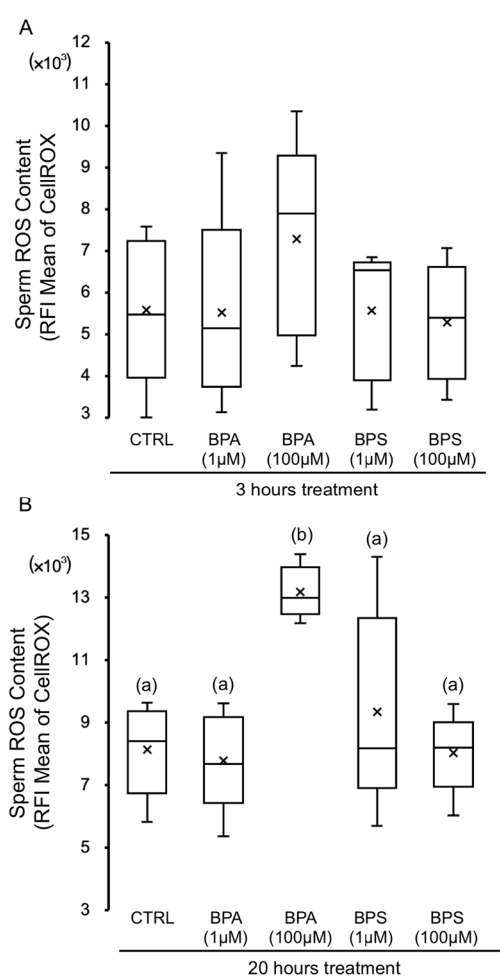 A
(×10³)
Sperm ROS Content
(RFI Mean of CellROX
12
11
10
9
8
7
6
5
4
3
CTRL
BPA
(1µM)
BPA
(100µM)
BPS
(1µM)
BPS
(100µM)
3 hours treatment
B
(×10³)
Sperm ROS Content
(RFI Mean of CellROX)
15
13
11
9
7
5
3
(a)
(a)
(b)
(a)
(a)
CTRL
BPA
(1µM)
BPA
(100µM)
BPS
(1µM)
BPS
(100µM)
20 hours treatment